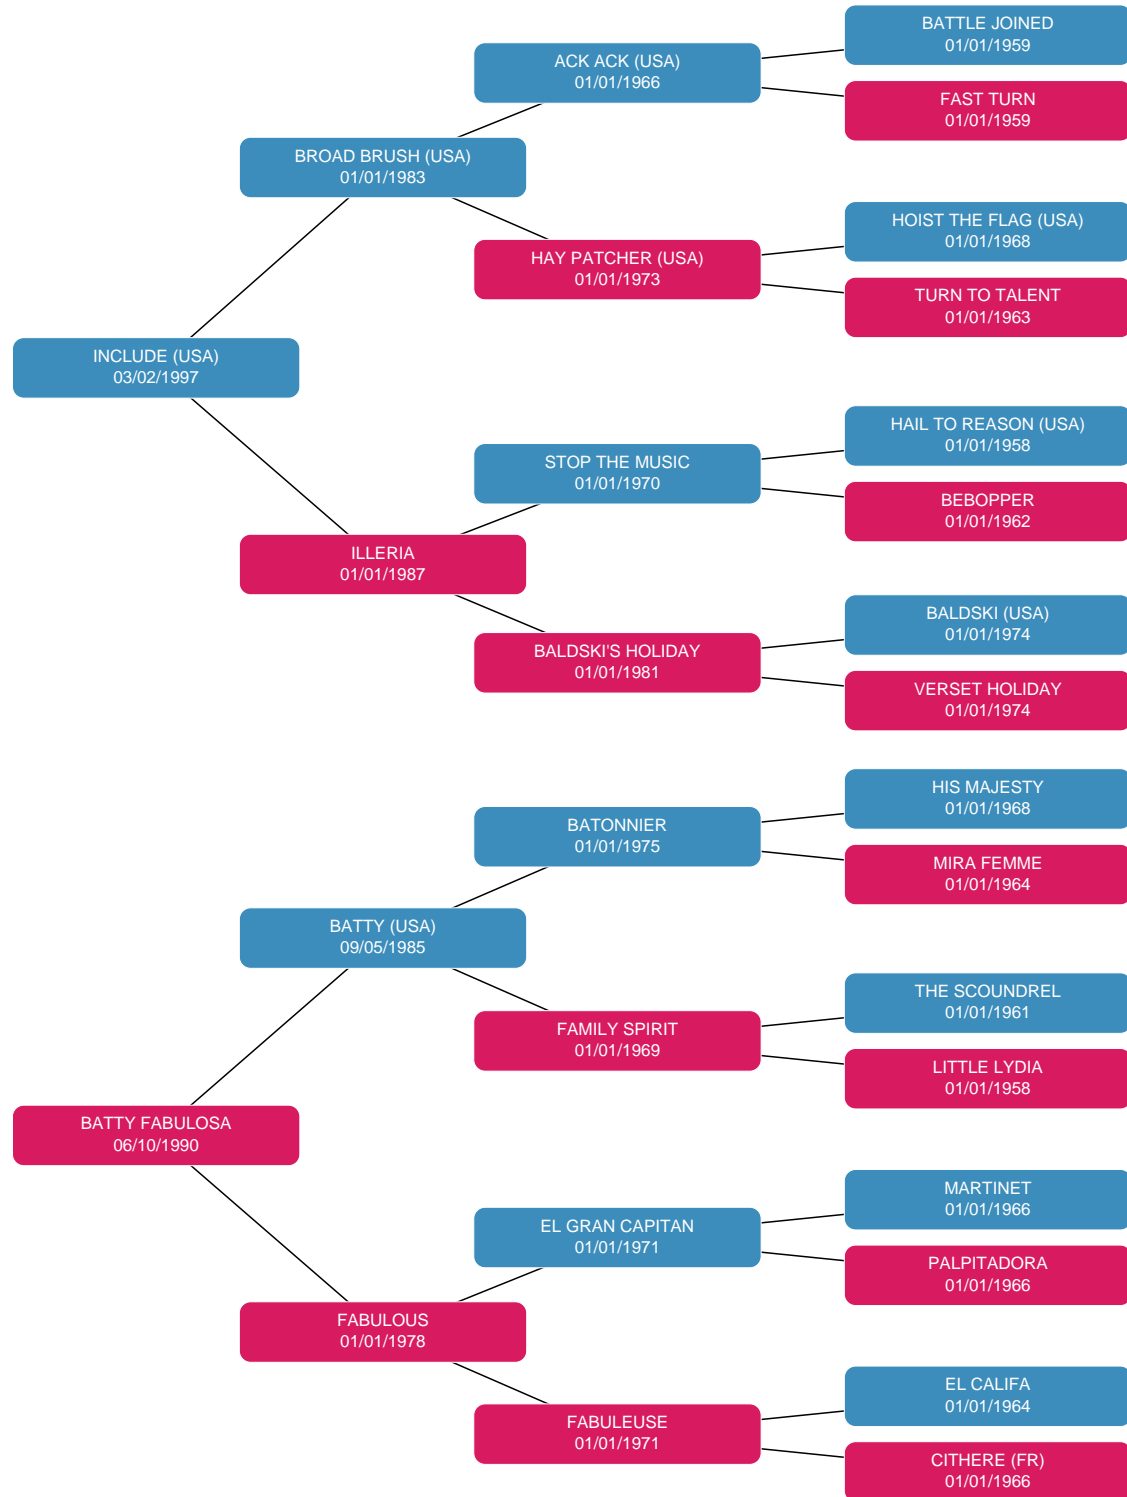 BATTLE JOINED
01/01/1959
ACK ACK (USA)
01/01/1966
FAST TURN
01/01/1959
BROAD BRUSH (USA)
01/01/1983
HOIST THE FLAG (USA)
01/01/1968
HAY PATCHER (USA)
01/01/1973
TURN TO TALENT
01/01/1963
INCLUDE (USA)
03/02/1997
HAIL TO REASON (USA)
01/01/1958
STOP THE MUSIC
01/01/1970
BEBOPPER
01/01/1962
ILLERIA
01/01/1987
BALDSKI (USA)
01/01/1974
BALDSKI'S HOLIDAY
01/01/1981
VERSET HOLIDAY
01/01/1974
HIS MAJESTY
01/01/1968
BATONNIER
01/01/1975
MIRA FEMME
01/01/1964
BATTY (USA)
09/05/1985
THE SCOUNDREL
01/01/1961
FAMILY SPIRIT
01/01/1969
LITTLE LYDIA
01/01/1958
BATTY FABULOSA
06/10/1990
MARTINET
01/01/1966
EL GRAN CAPITAN
01/01/1971
PALPITADORA
01/01/1966
FABULOUS
01/01/1978
EL CALIFA
01/01/1964
FABULEUSE
01/01/1971
CITHERE (FR)
01/01/1966